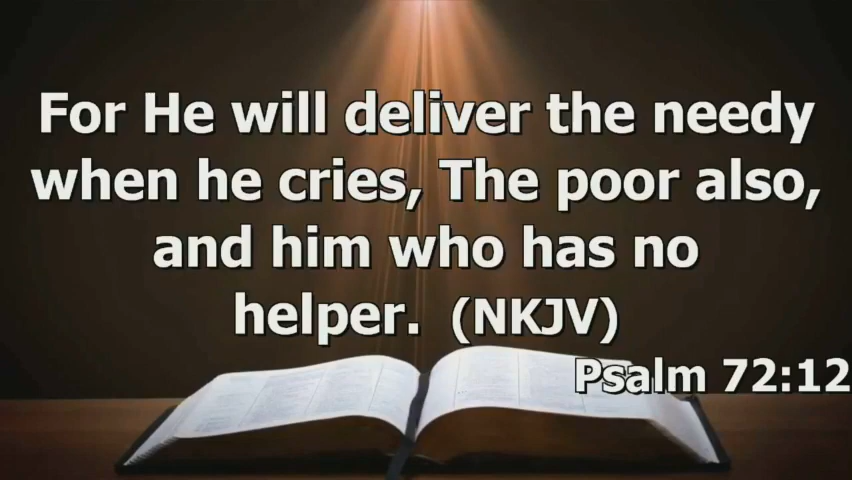 For He will deliver the needy
when he cries, The poor also,
and him who has no
helper. (NKJV)
Psalm 72:12